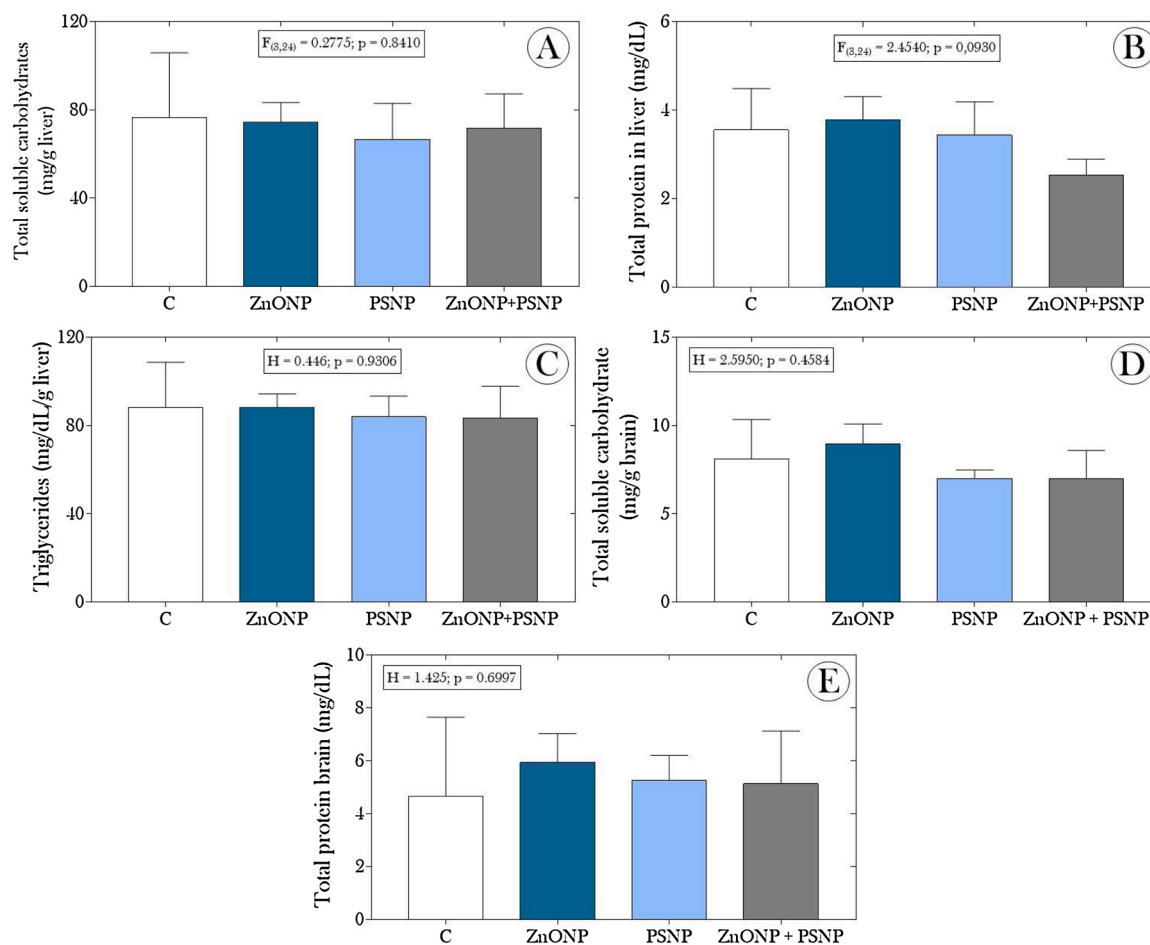 Total soluble carbohydrates
(mg/g liver)
120
80
40
0
F(3,24) = 0.2775; p = 0.8410
A
C
ZnONP
PSNP
ZnONP+PSNP
Total protein in liver (mg/dL)
6
4
2
0
F(3,24) = 2.4540; p = 0,0930
B
C
ZnONP
PSNP
ZnONP+PSNP
Triglycerides (mg/dL/g liver)
120
80
40
0
H = 0.446; p = 0.9306
C
C
ZnONP
PSNP
ZnONP+PSNP
Total soluble carbohydrate
(mg/g brain)
15
10
5
0
H = 2.5950; p = 0.4584
D
C
ZnONP
PSNP
ZnONP + PSNP
Total protein brain (mg/dL)
10
8
6
4
2
0
H = 1.425; p = 0.6997
E
C
ZnONP
PSNP
ZnONP + PSNP